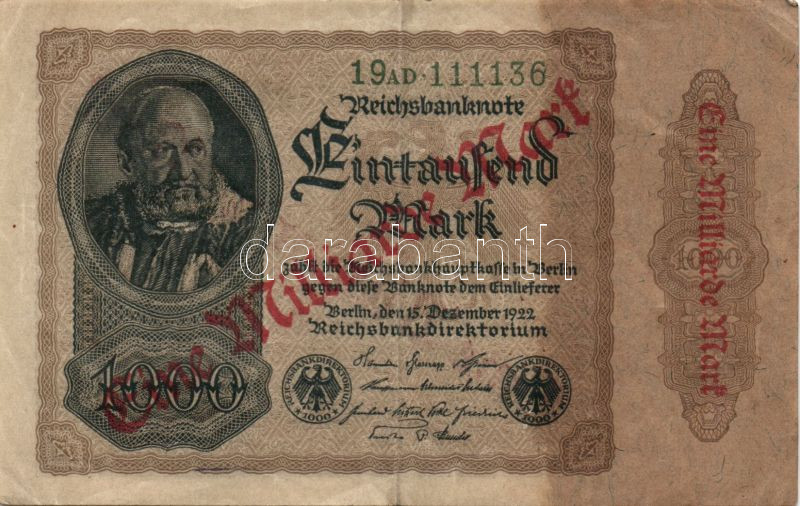 19AD·111136
Reichsbanknote
Eintausend
Mark
zahlt die Reichsbankhauptkasse in Berlin
gegen diese Banknote dem Einlieferer
Berlin, den 15. Dezember 1922
Reichsbankdirektorium
Eine Milliarde Mark
1000
REICHSBANKDIREKTORIUM
1000
REICHSBANKDIREKTORIUM
1000
Eine Milliarde Mark
1000
darabanth